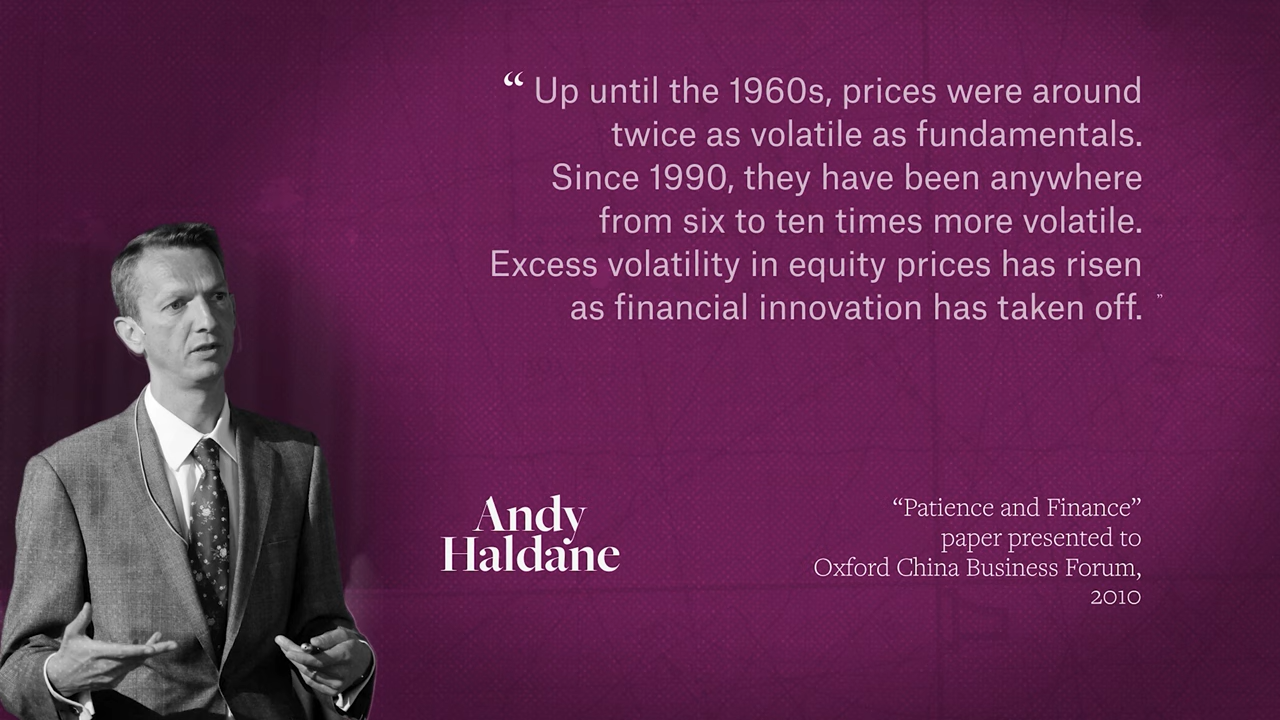 “ Up until the 1960s, prices were around
twice as volatile as fundamentals.
Since 1990, they have been anywhere
from six to ten times more volatile.
Excess volatility in equity prices has risen
as financial innovation has taken off. ”
Andy
Haldane
“Patience and Finance”
paper presented to
Oxford China Business Forum,
2010